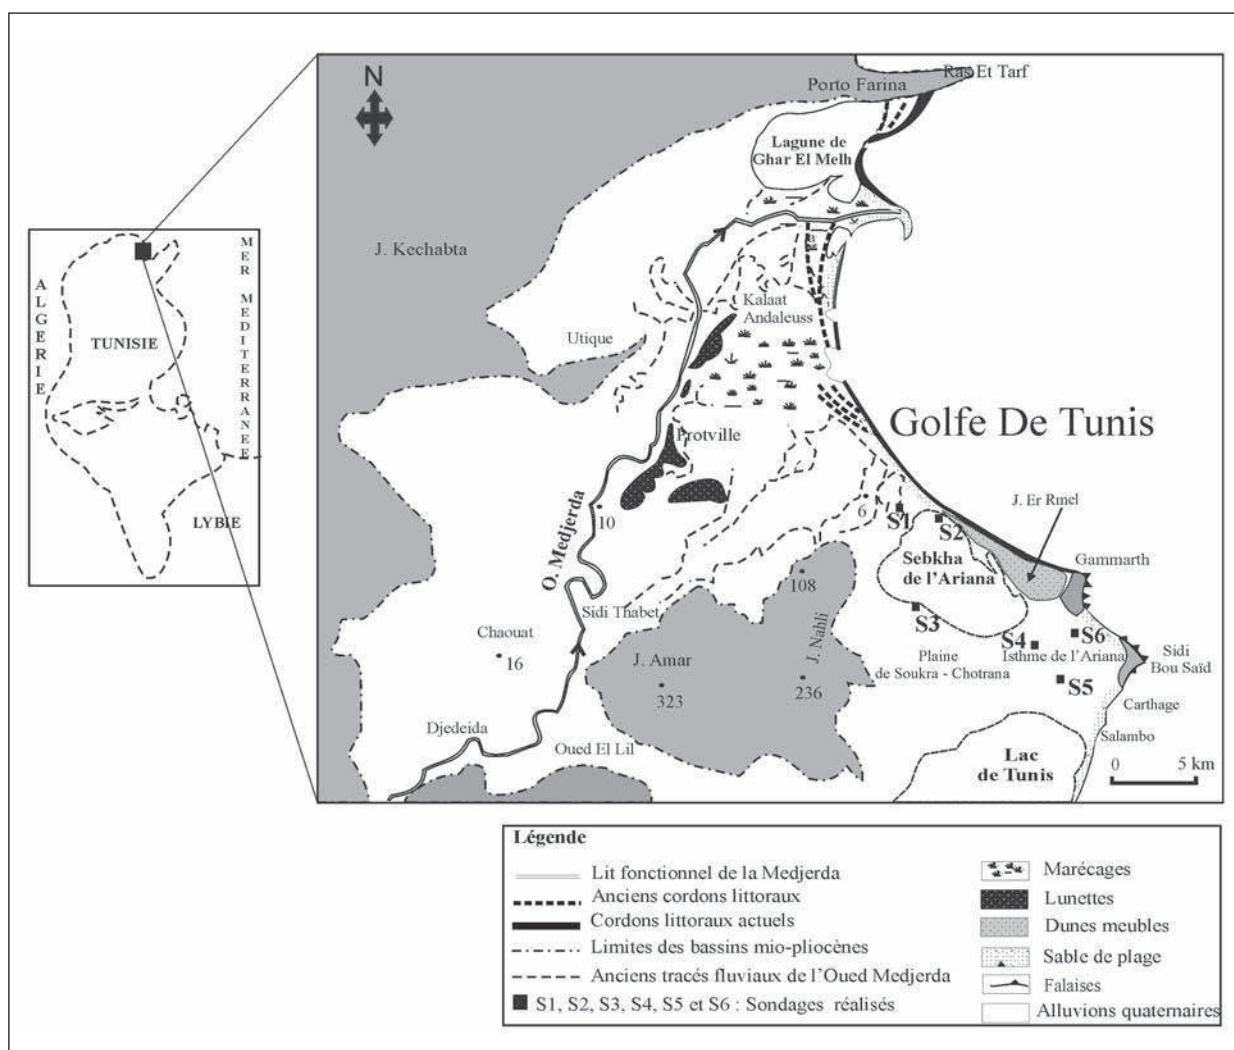 N
Ras Et Tarf
Porto Farina
Lagune de
Ghar El Melh
J. Kechabta
ALGERIE
MER MEDITERRANEE
TUNISIE
LYBIE
Kalaat
Andaleuss
Utique
Golfe De Tunis
Protville
10
O. Medjerda
6
S1
S2
J. Er Rmel
Sebkha
de l'Ariana
Gammarth
108
Sidi Thabet
S3
S4
S6
Chaouat
16
J. Amar
323
J. Nahli
236
Plaine
de Soukra - Chotrana
Isthme de l'Ariana
Sidi
Bou Saïd
S5
Carthage
Djedeida
Oued El Lil
Salambo
Lac
de Tunis
0 5 km
Légende
Lit fonctionnel de la Medjerda
Anciens cordons littoraux
Cordons littoraux actuels
Limites des bassins mio-pliocènes
Anciens tracés fluviaux de l'Oued Medjerda
S1, S2, S3, S4, S5 et S6 : Sondages réalisés
Marécages
Lunettes
Dunes meubles
Sable de plage
Falaises
Alluvions quaternaires